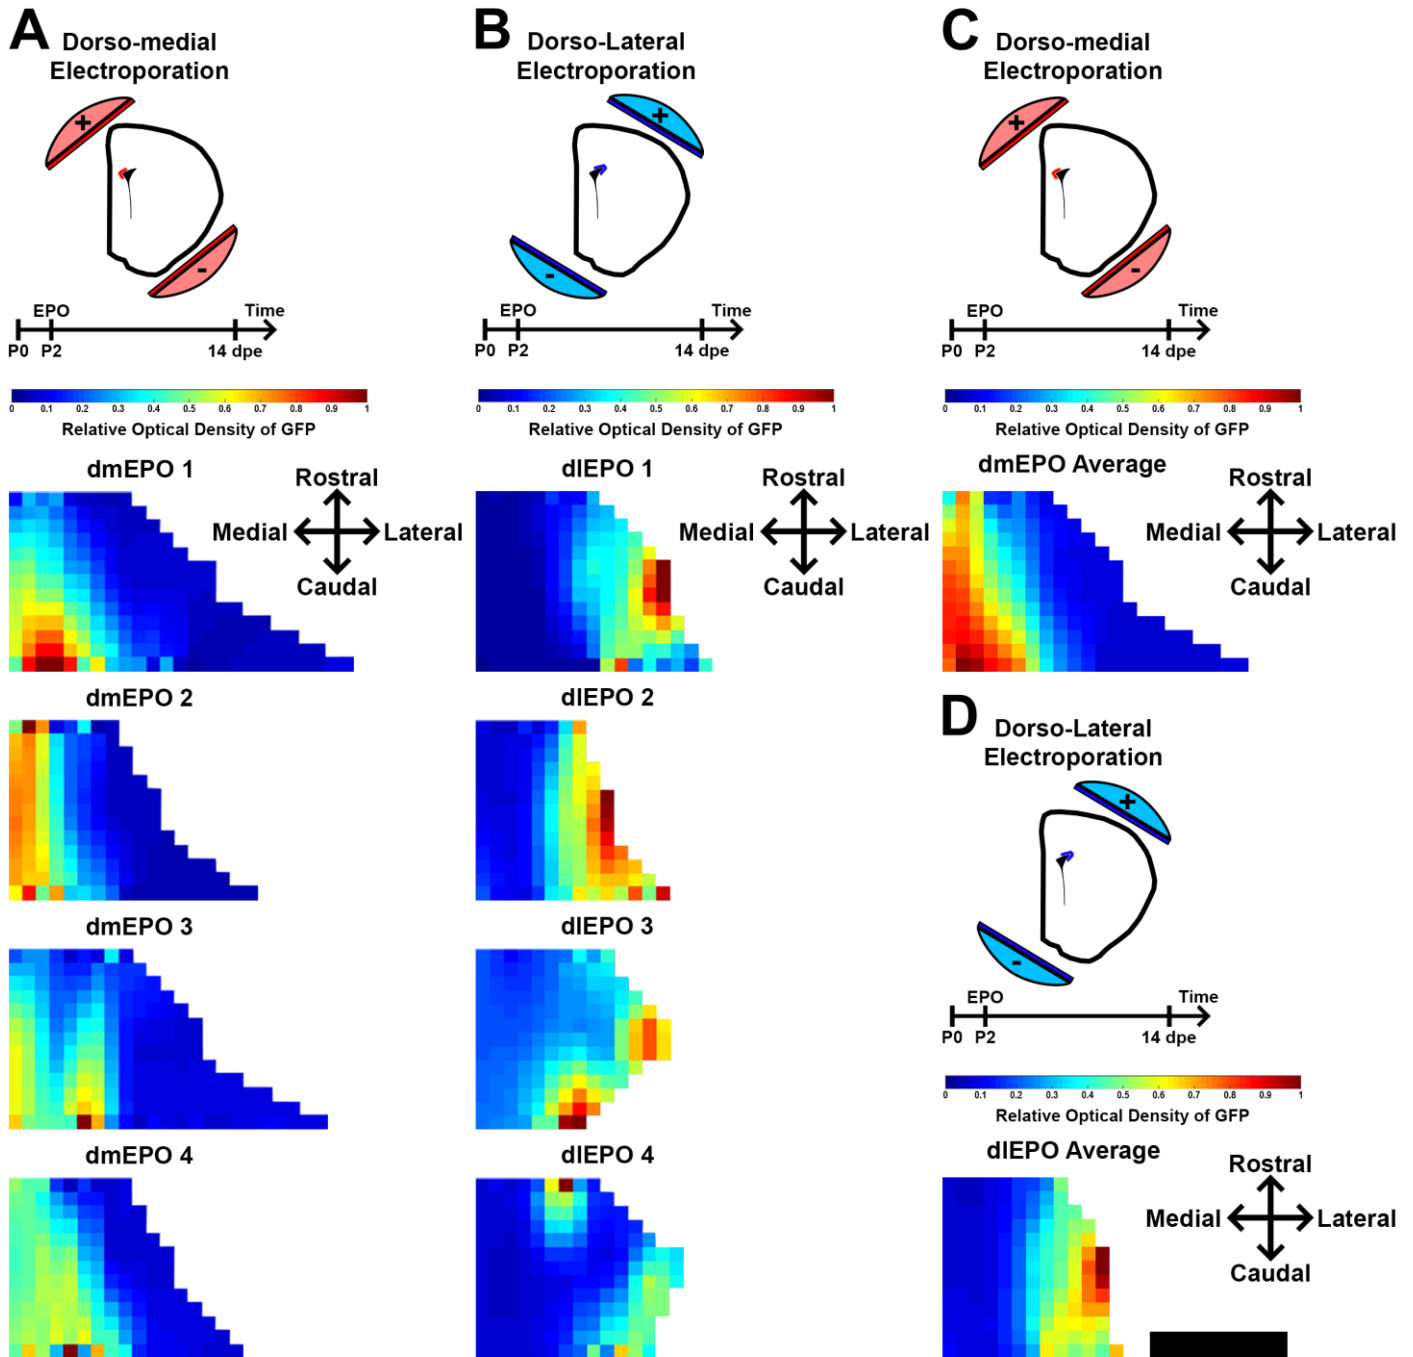 A
Dorso-medial
Electroporation
+
-
EPO
Time
P0 P2
14 dpe
0 0.1 0.2 0.3 0.4 0.5 0.6 0.7 0.8 0.9 1
Relative Optical Density of GFP
dmEPO 1
Rostral
Medial
Lateral
Caudal
dmEPO 2
dmEPO 3
dmEPO 4
B
Dorso-Lateral
Electroporation
+
-
EPO
Time
P0 P2
14 dpe
0 0.1 0.2 0.3 0.4 0.5 0.6 0.7 0.8 0.9 1
Relative Optical Density of GFP
dlEPO 1
Rostral
Medial
Lateral
Caudal
dlEPO 2
dlEPO 3
dlEPO 4
C
Dorso-medial
Electroporation
+
-
EPO
Time
P0 P2
14 dpe
0 0.1 0.2 0.3 0.4 0.5 0.6 0.7 0.8 0.9 1
Relative Optical Density of GFP
dmEPO Average
Rostral
Medial
Lateral
Caudal
D
Dorso-Lateral
Electroporation
+
-
EPO
Time
P0 P2
14 dpe
0 0.1 0.2 0.3 0.4 0.5 0.6 0.7 0.8 0.9 1
Relative Optical Density of GFP
dlEPO Average
Rostral
Medial
Lateral
Caudal